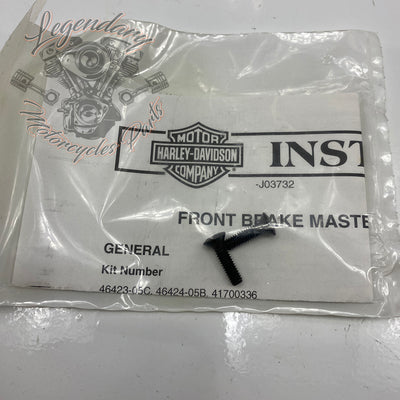 Legendary
Motorcycles Parts
MOTOR
HARLEY-DAVIDSON
COMPANY
INST
-J03732
FRONT BRAKE MASTE
GENERAL
Kit Number
46423-05C, 46424-05B, 41700336